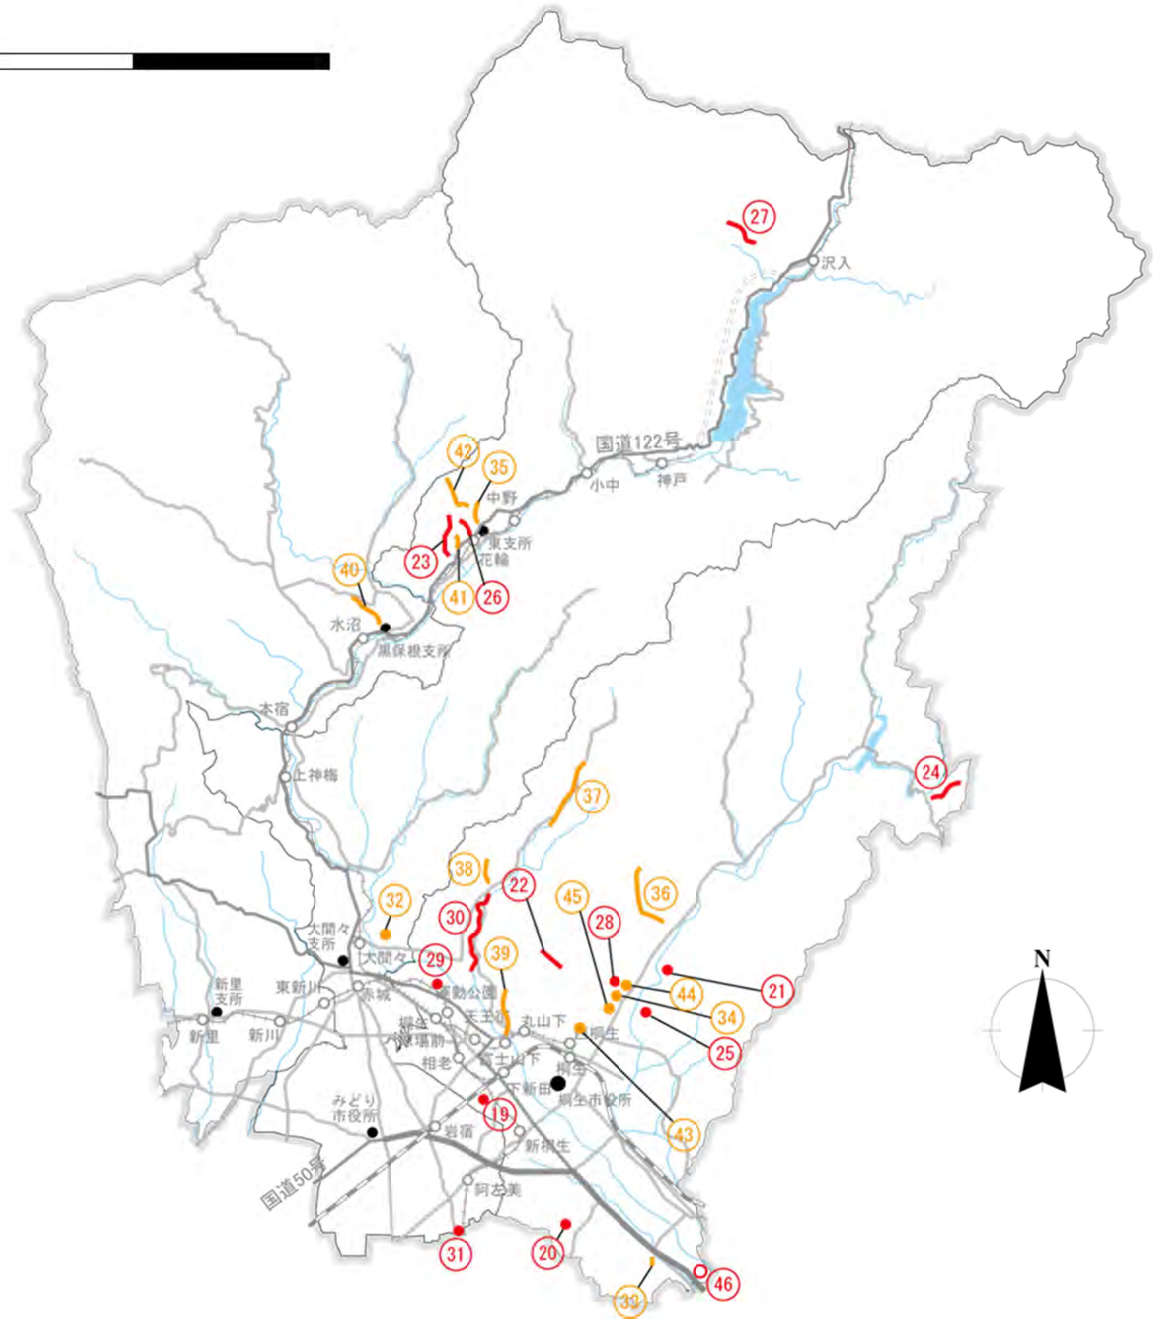 27
沢入
国道122号
42
35
中野
小中
神戸
東支所
花輪
23
41
26
40
水沼
黒保根支所
本宿
上神梅
24
37
38
22
45
36
32
30
28
大間々
支所
大間々
29
39
44
21
34
新里
支所
東新川
赤城
運動公園
天王宿
丸山下
桐生
新里
新川
相老
富士山下
桐生
25
下新田
桐生市役所
みどり
市役所
19
43
岩宿
新桐生
国道50号
阿左美
31
20
33
46
N